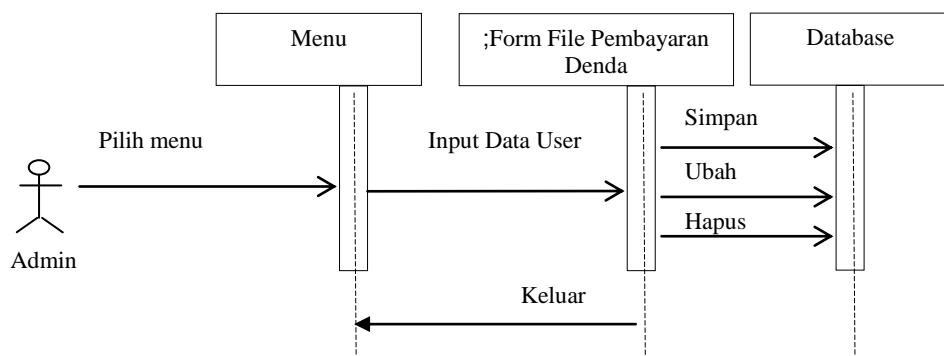 Menu
;Form File Pembayaran
Denda
Database
Pilih menu
Input Data User
Simpan
Ubah
Hapus
Admin
Keluar